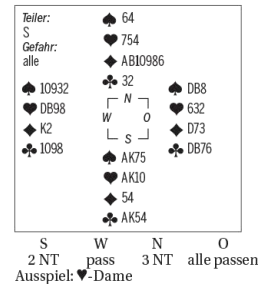 Teiler:
S
Gefahr:
alle
♠ 64
♥ 754
♦ AB10986
♣ 32
♠ 10932
♥ DB98
♦ K2
♣ 1098
N
W O
S
♠ DB8
♥ 632
♦ D73
♣ DB76
♠ AK75
♥ AK10
♦ 54
♣ AK54
S W N O
2 NT pass 3 NT alle passen
Ausspiel: ♥-Dame